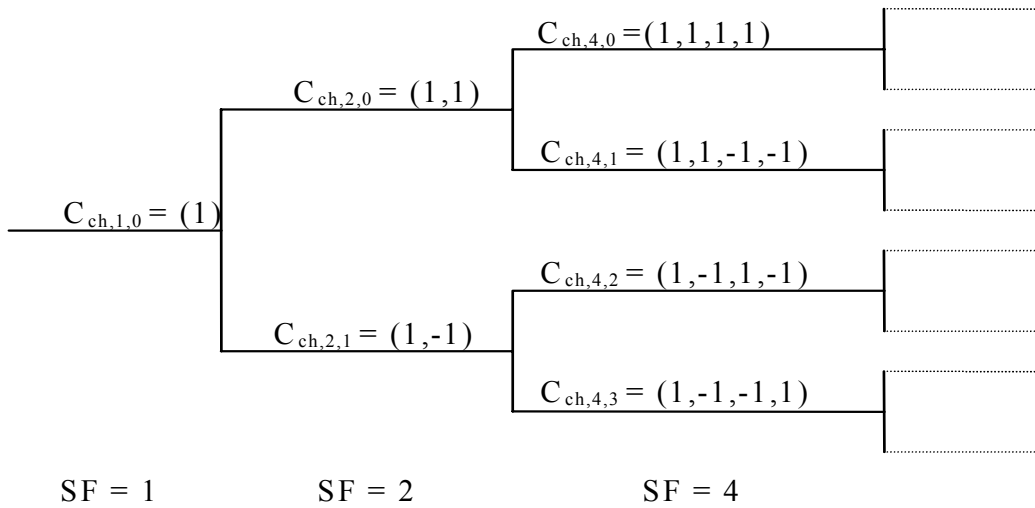 C ch,4,0 =(1,1,1,1)
C ch,2,0 = (1,1)
C ch,4,1 = (1,1,-1,-1)
C ch,1,0 = (1)
C ch,4,2 = (1,-1,1,-1)
C ch,2,1 = (1,-1)
C ch,4,3 = (1,-1,-1,1)
SF = 1 SF = 2 SF = 4